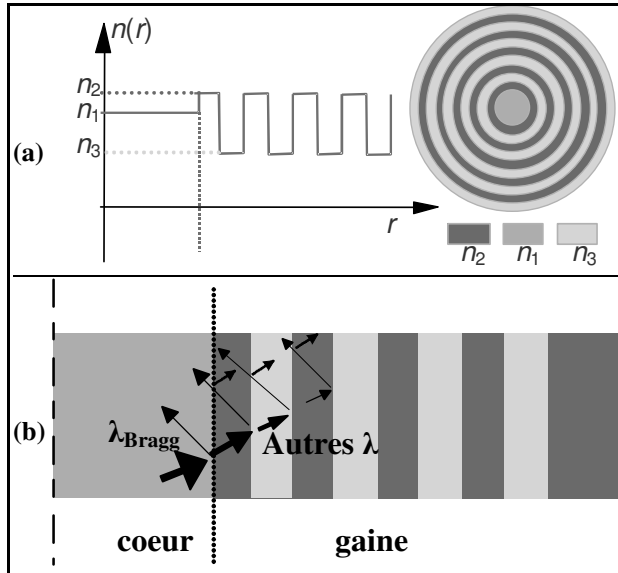 n(r)
n2
n1
n3
(a)
r
n2 n1 n3
λBragg
Autres λ
(b)
coeur gaine